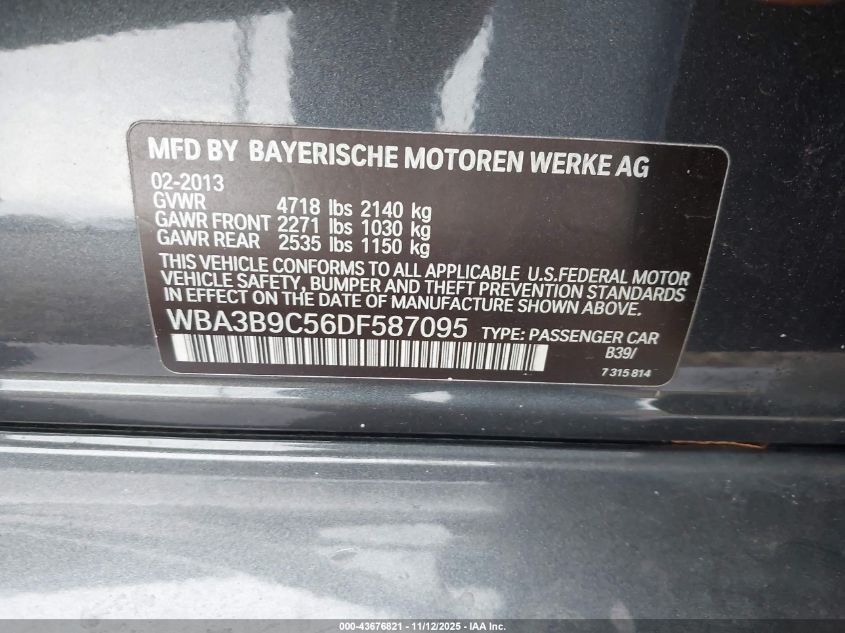 MFD BY BAYERISCHE MOTOREN WERKE AG
02-2013
GVWR 4718 lbs 2140 kg
GAWR FRONT 2271 lbs 1030 kg
GAWR REAR 2535 lbs 1150 kg
THIS VEHICLE CONFORMS TO ALL APPLICABLE U.S.FEDERAL MOTOR
VEHICLE SAFETY, BUMPER AND THEFT PREVENTION STANDARDS
IN EFFECT ON THE DATE OF MANUFACTURE SHOWN ABOVE.
WBA3B9C56DF587095 TYPE: PASSENGER CAR
B39/
7 315 814
000-43676821 - 11/12/2025 - IAA Inc.